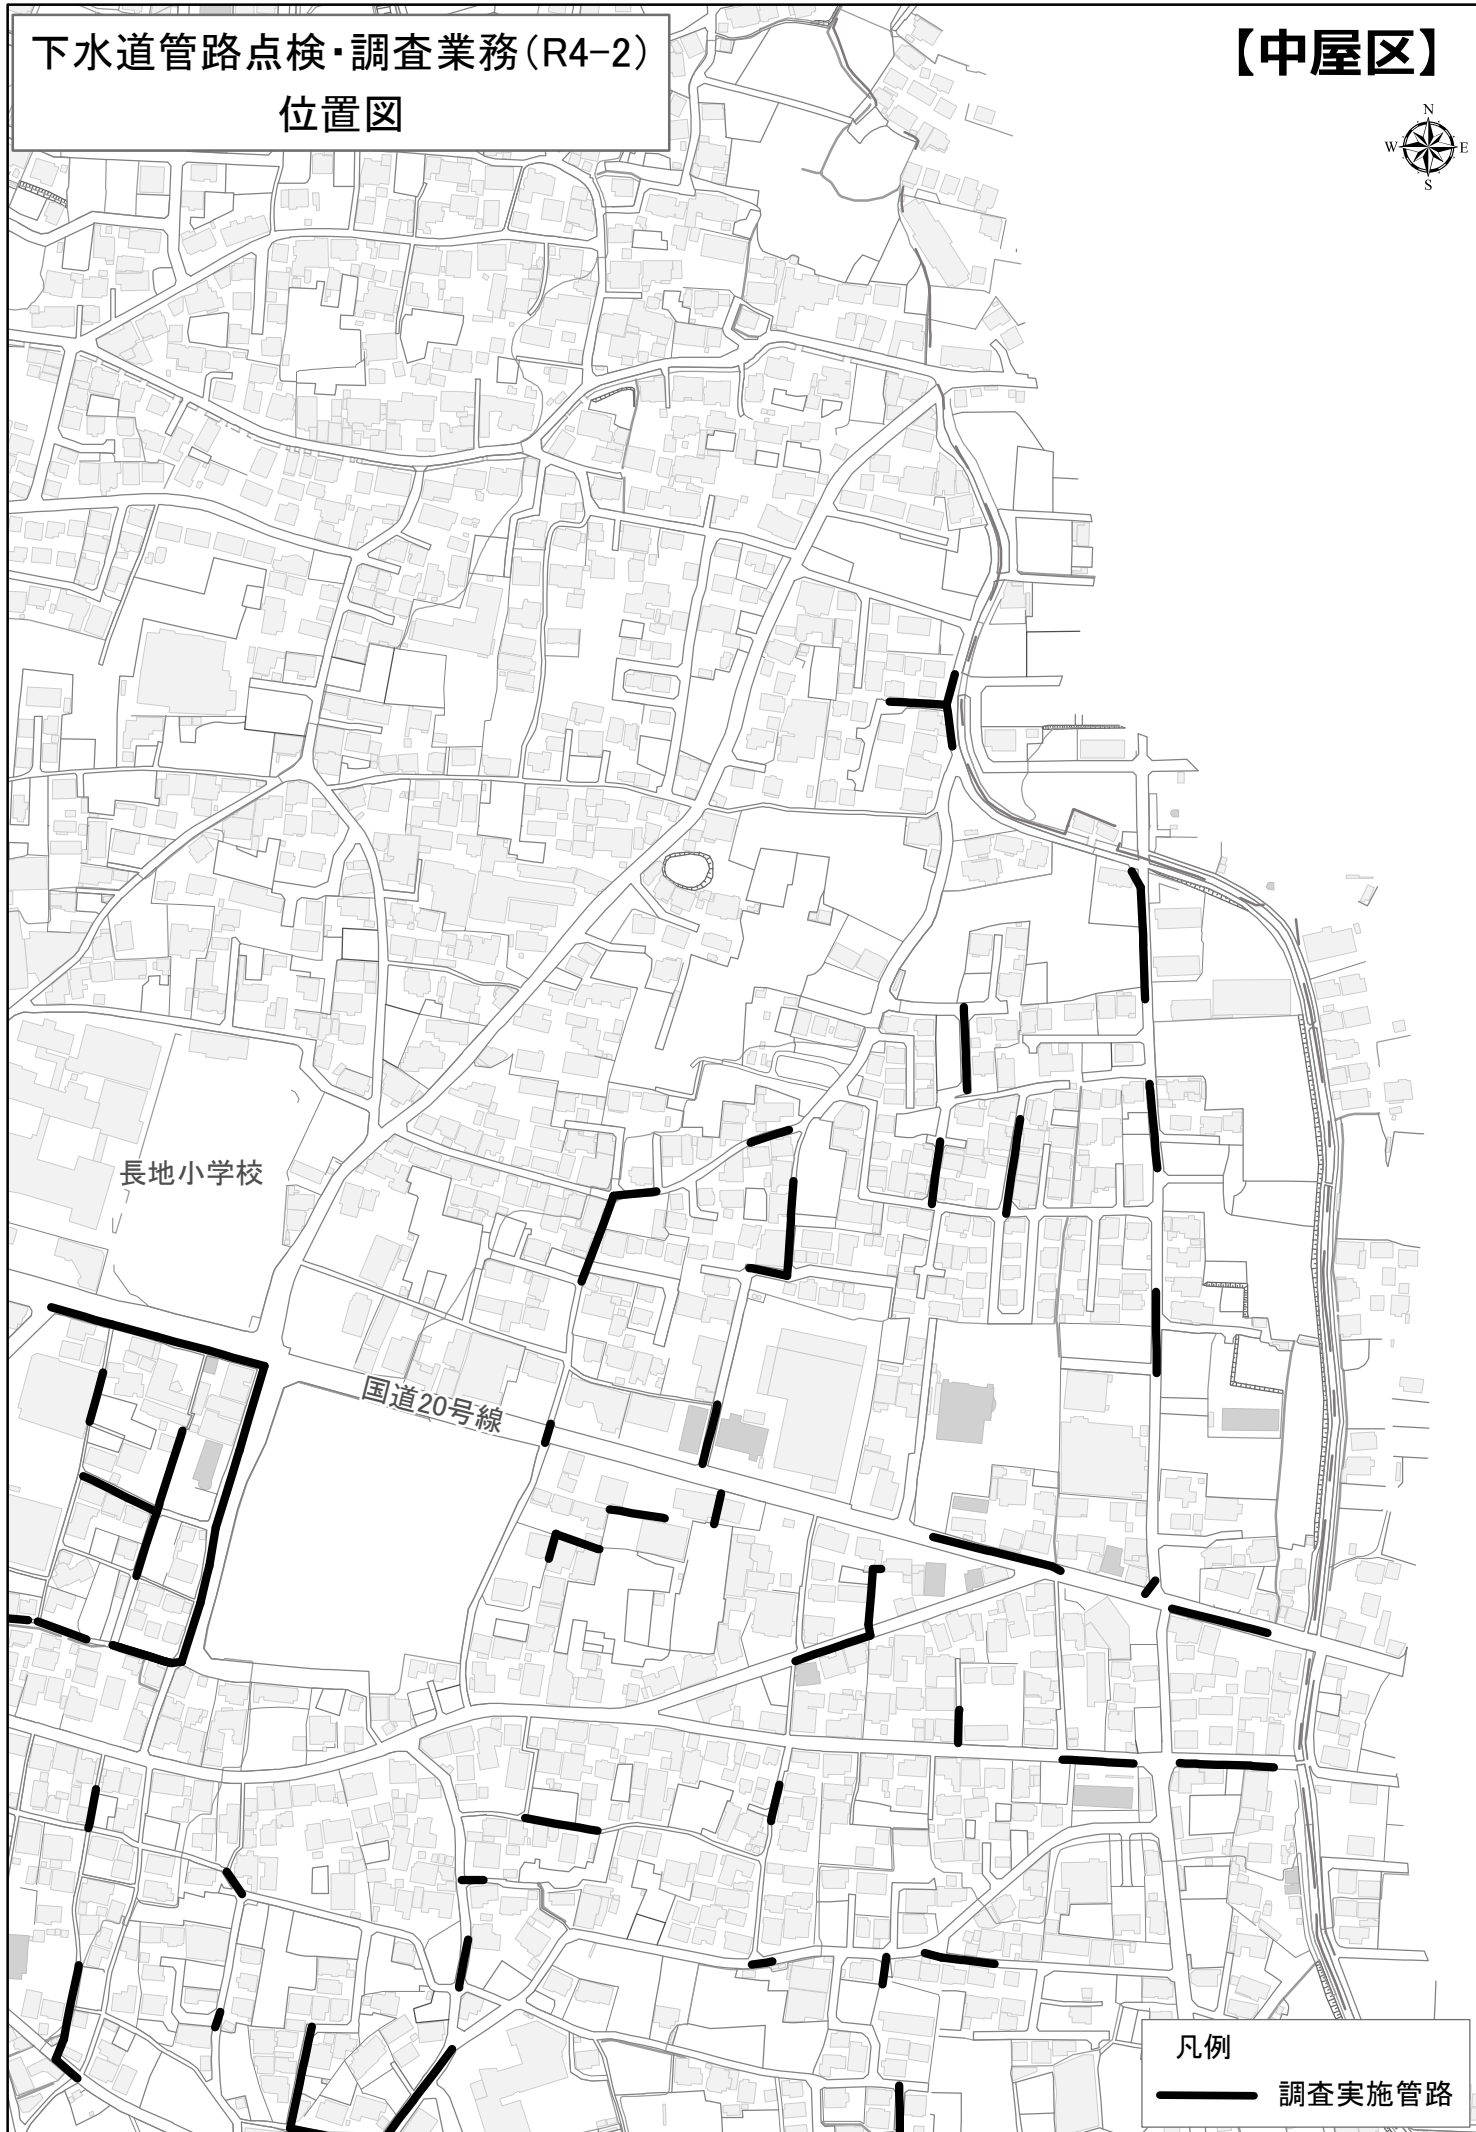 下水道管路点検・調査業務(R4-2)
位置図
【中屋区】
N
W E
S
長地小学校
国道20号線
凡例
調査実施管路